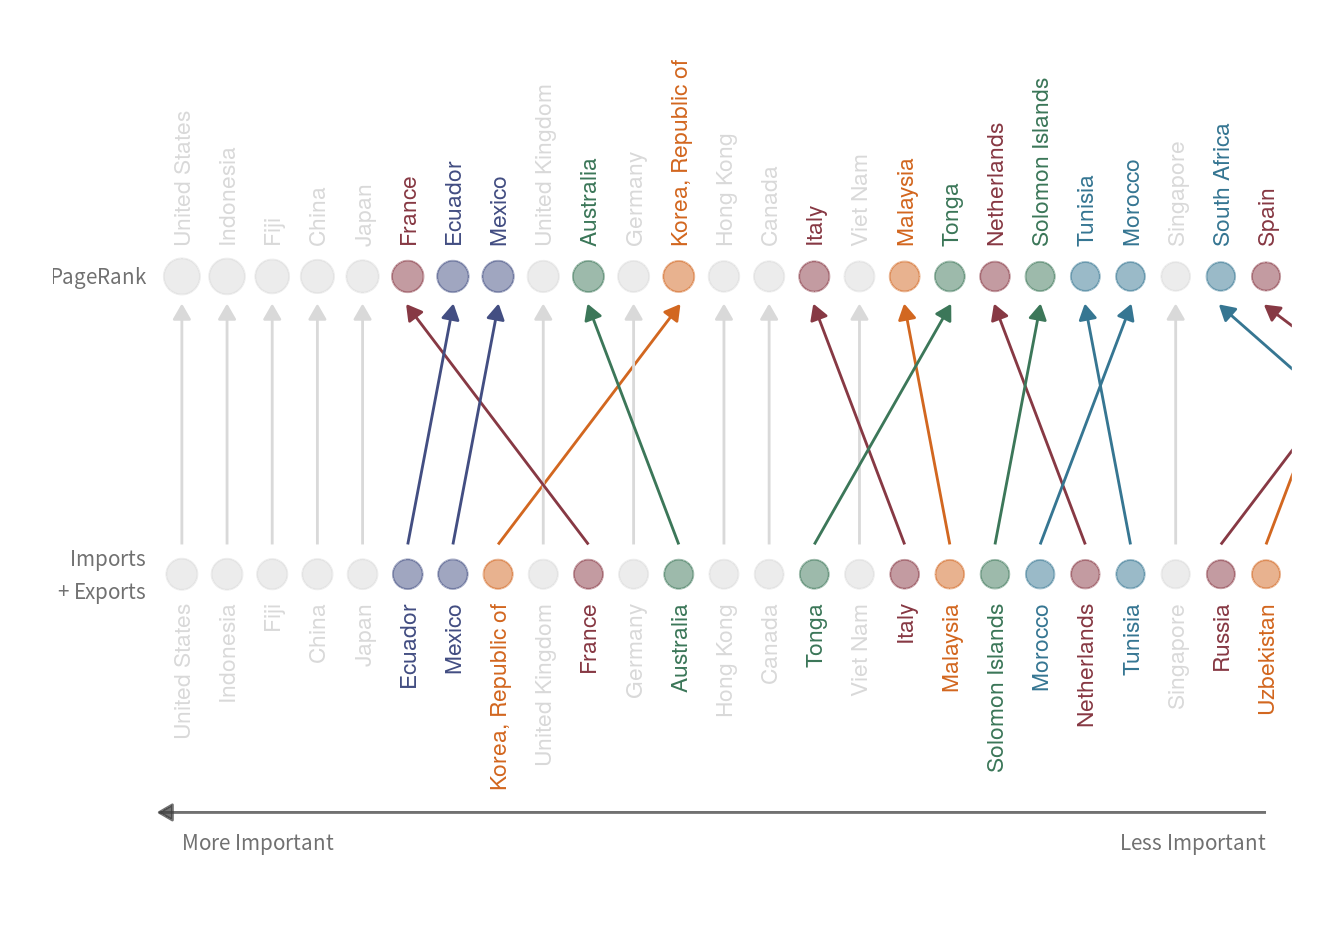 United States
Indonesia
Fiji
China
Japan
France
Ecuador
Mexico
United Kingdom
Australia
Germany
Korea, Republic of
Hong Kong
Canada
Italy
Viet Nam
Malaysia
Tonga
Netherlands
Solomon Islands
Tunisia
Morocco
Singapore
South Africa
Spain
PageRank
Imports
+ Exports
United States
Indonesia
Fiji
China
Japan
Ecuador
Mexico
Korea, Republic of
United Kingdom
France
Germany
Australia
Hong Kong
Canada
Tonga
Viet Nam
Italy
Malaysia
Solomon Islands
Morocco
Netherlands
Tunisia
Singapore
Russia
Uzbekistan
More Important
Less Important